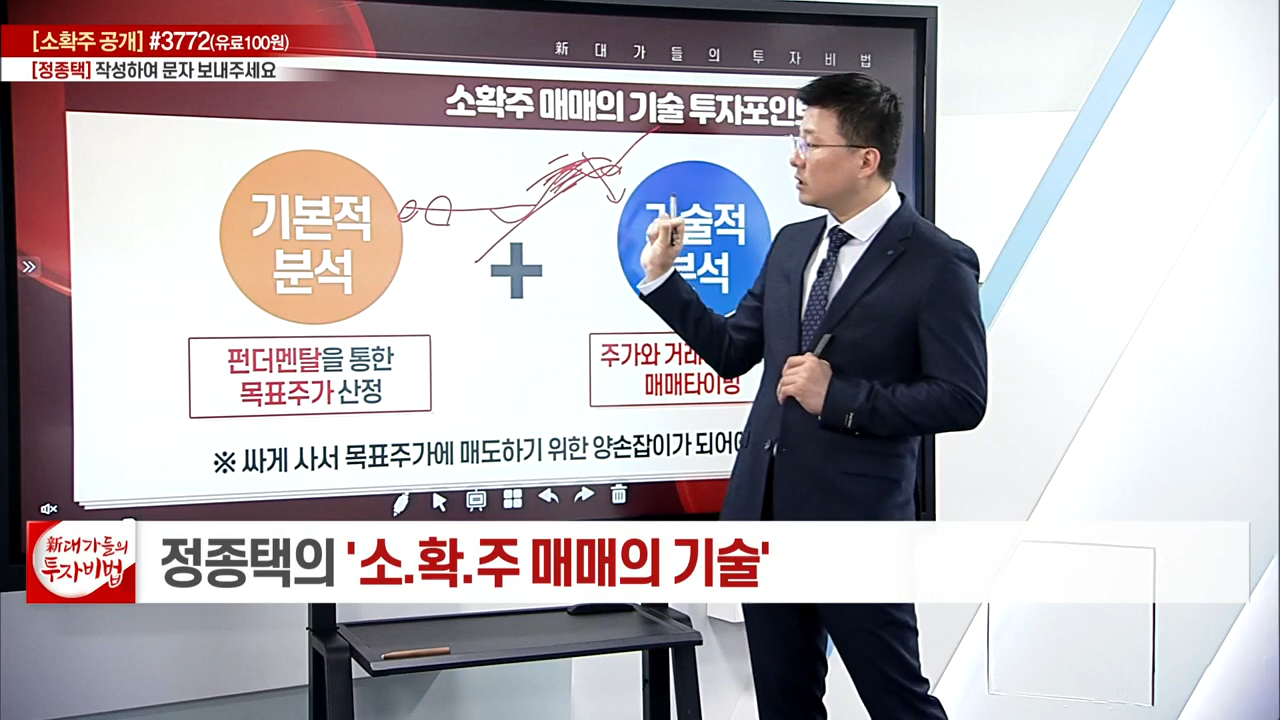 [소확주 공개] #3772(유료100원)
[정종택] 작성하여 문자 보내주세요
新 대가들의 투자비법
소확주 매매의 기술 투자포인트
기본적
분석
+
기술적
분석
펀더멘탈을 통한
목표주가 산정
주가와
매매타이밍
※ 싸게 사서 목표주가에 매도하기 위한 양손잡이가 되어야
新대가들의
투자비법
정종택의 '소.확.주 매매의 기술'